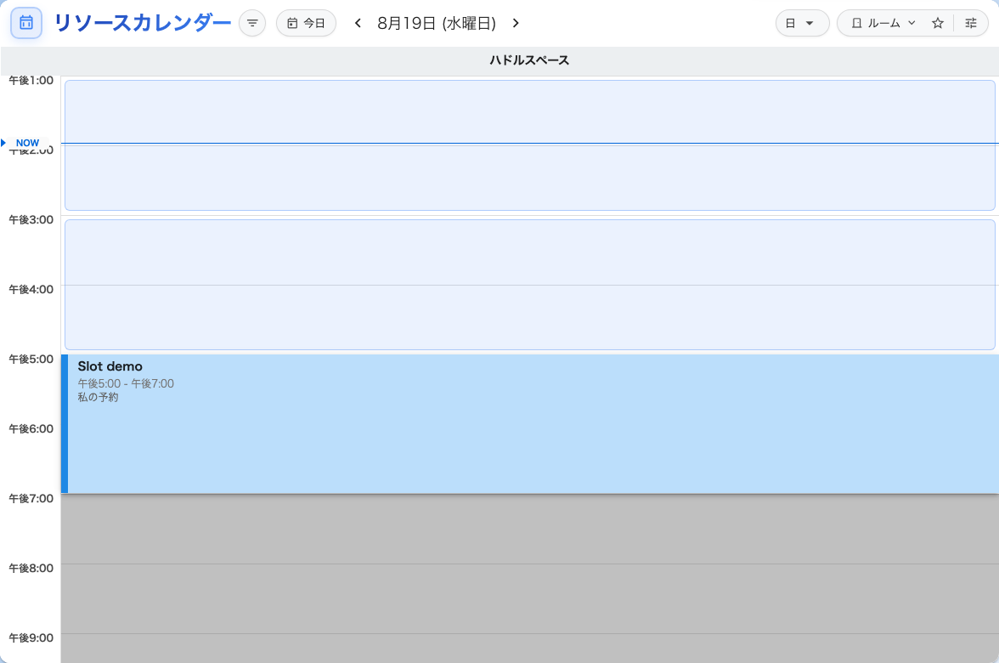 リソースカレンダー
今日
8月19日 (水曜日)
日
ルーム
ハドルスペース
午後1:00
NOW
午後2:00
午後3:00
午後4:00
午後5:00
Slot demo
午後5:00 - 午後7:00
私の予約
午後6:00
午後7:00
午後8:00
午後9:00